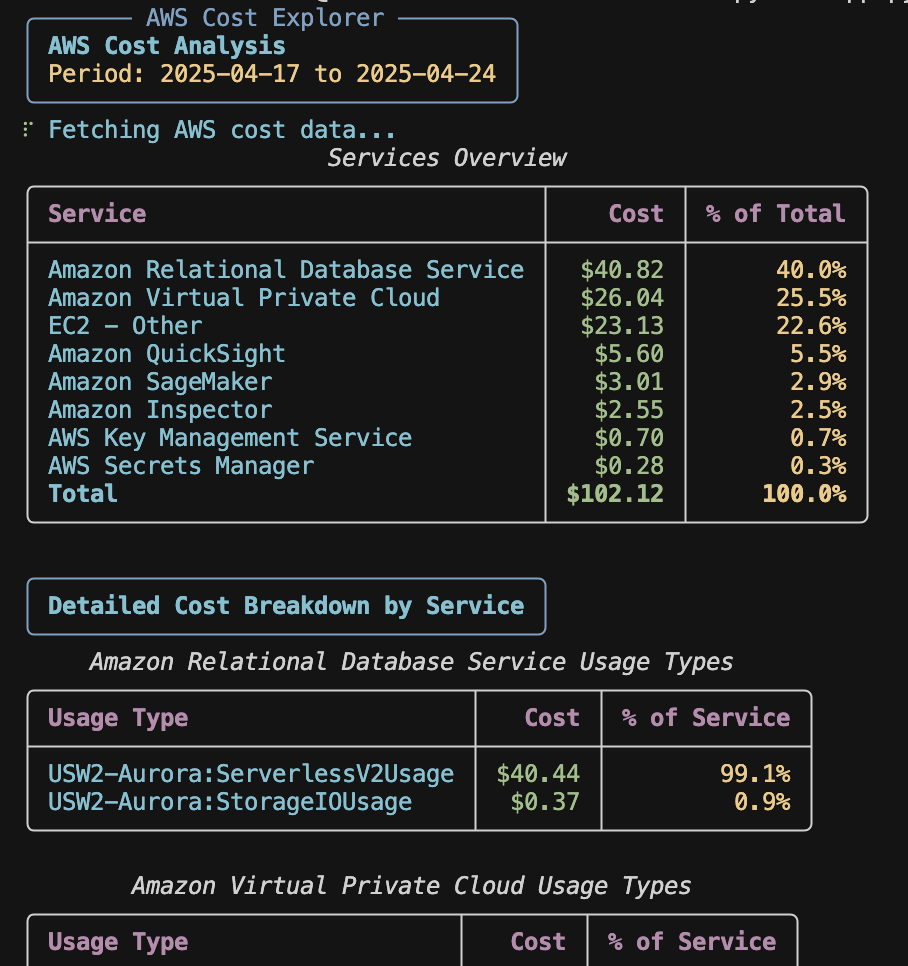 AWS Cost Explorer
AWS Cost Analysis
Period: 2025-04-17 to 2025-04-24
Fetching AWS cost data...
Services Overview
Service Cost % of Total
Amazon Relational Database Service $40.82 40.0%
Amazon Virtual Private Cloud $26.04 25.5%
EC2 - Other $23.13 22.6%
Amazon QuickSight $5.60 5.5%
Amazon SageMaker $3.01 2.9%
Amazon Inspector $2.55 2.5%
AWS Key Management Service $0.70 0.7%
AWS Secrets Manager $0.28 0.3%
Total $102.12 100.0%
Detailed Cost Breakdown by Service
Amazon Relational Database Service Usage Types
Usage Type Cost % of Service
USW2-Aurora:ServerlessV2Usage $40.44 99.1%
USW2-Aurora:StorageIOUsage $0.37 0.9%
Amazon Virtual Private Cloud Usage Types
Usage Type Cost % of Service